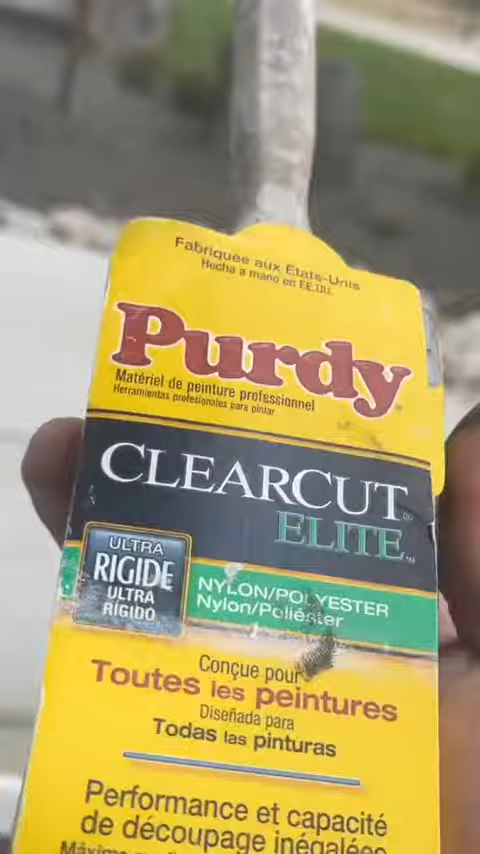 Fabriquée aux États-Unis
Hecha a mano en EE.UU.
Purdy
Matériel de peinture professionnel
Herramientas profesionales para pintar
CLEARCUT®
ELITE™
ULTRA
RIGIDE
ULTRA
RÍGIDO
NYLON/POLYESTER
Nylon/Poliéster
Conçue pour
Toutes les peintures
Diseñada para
Todas las pinturas
Performance et capacité
de découpage inégalées